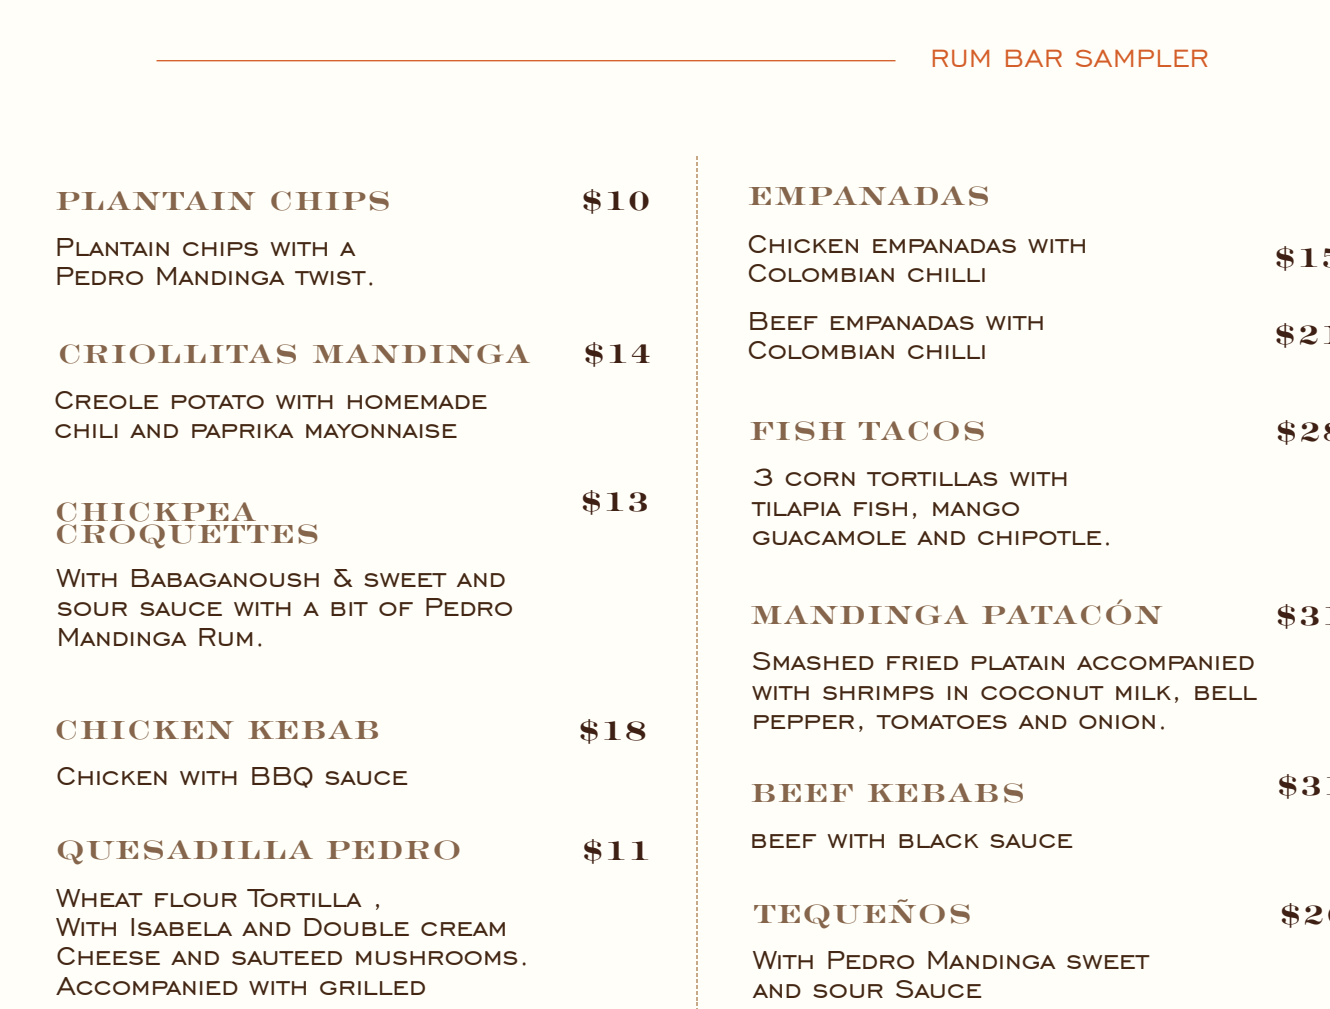 RUM BAR SAMPLER
PLANTAIN CHIPS $10
Plantain chips with a
Pedro Mandinga twist.
CRIOLLITAS MANDINGA $14
Creole potato with homemade
chili and paprika mayonnaise
CHICKPEA
CROQUETTES $13
With Babaganoush & sweet and
sour sauce with a bit of Pedro
Mandinga Rum.
CHICKEN KEBAB $18
Chicken with BBQ sauce
QUESADILLA PEDRO $11
Wheat flour Tortilla ,
With Isabela and Double cream
Cheese and sauteed mushrooms.
Accompanied with grilled
EMPANADAS
Chicken empanadas with
Colombian chilli $15
Beef empanadas with
Colombian chilli
FISH TACOS
3 corn tortillas with
tilapia fish, mango
guacamole and chipotle.
MANDINGA PATACÓN
Smashed fried platain accompanied
with shrimps in coconut milk, bell
pepper, tomatoes and onion.
BEEF KEBABS
beef with black sauce
TEQUEÑOS
With Pedro Mandinga sweet
and sour Sauce